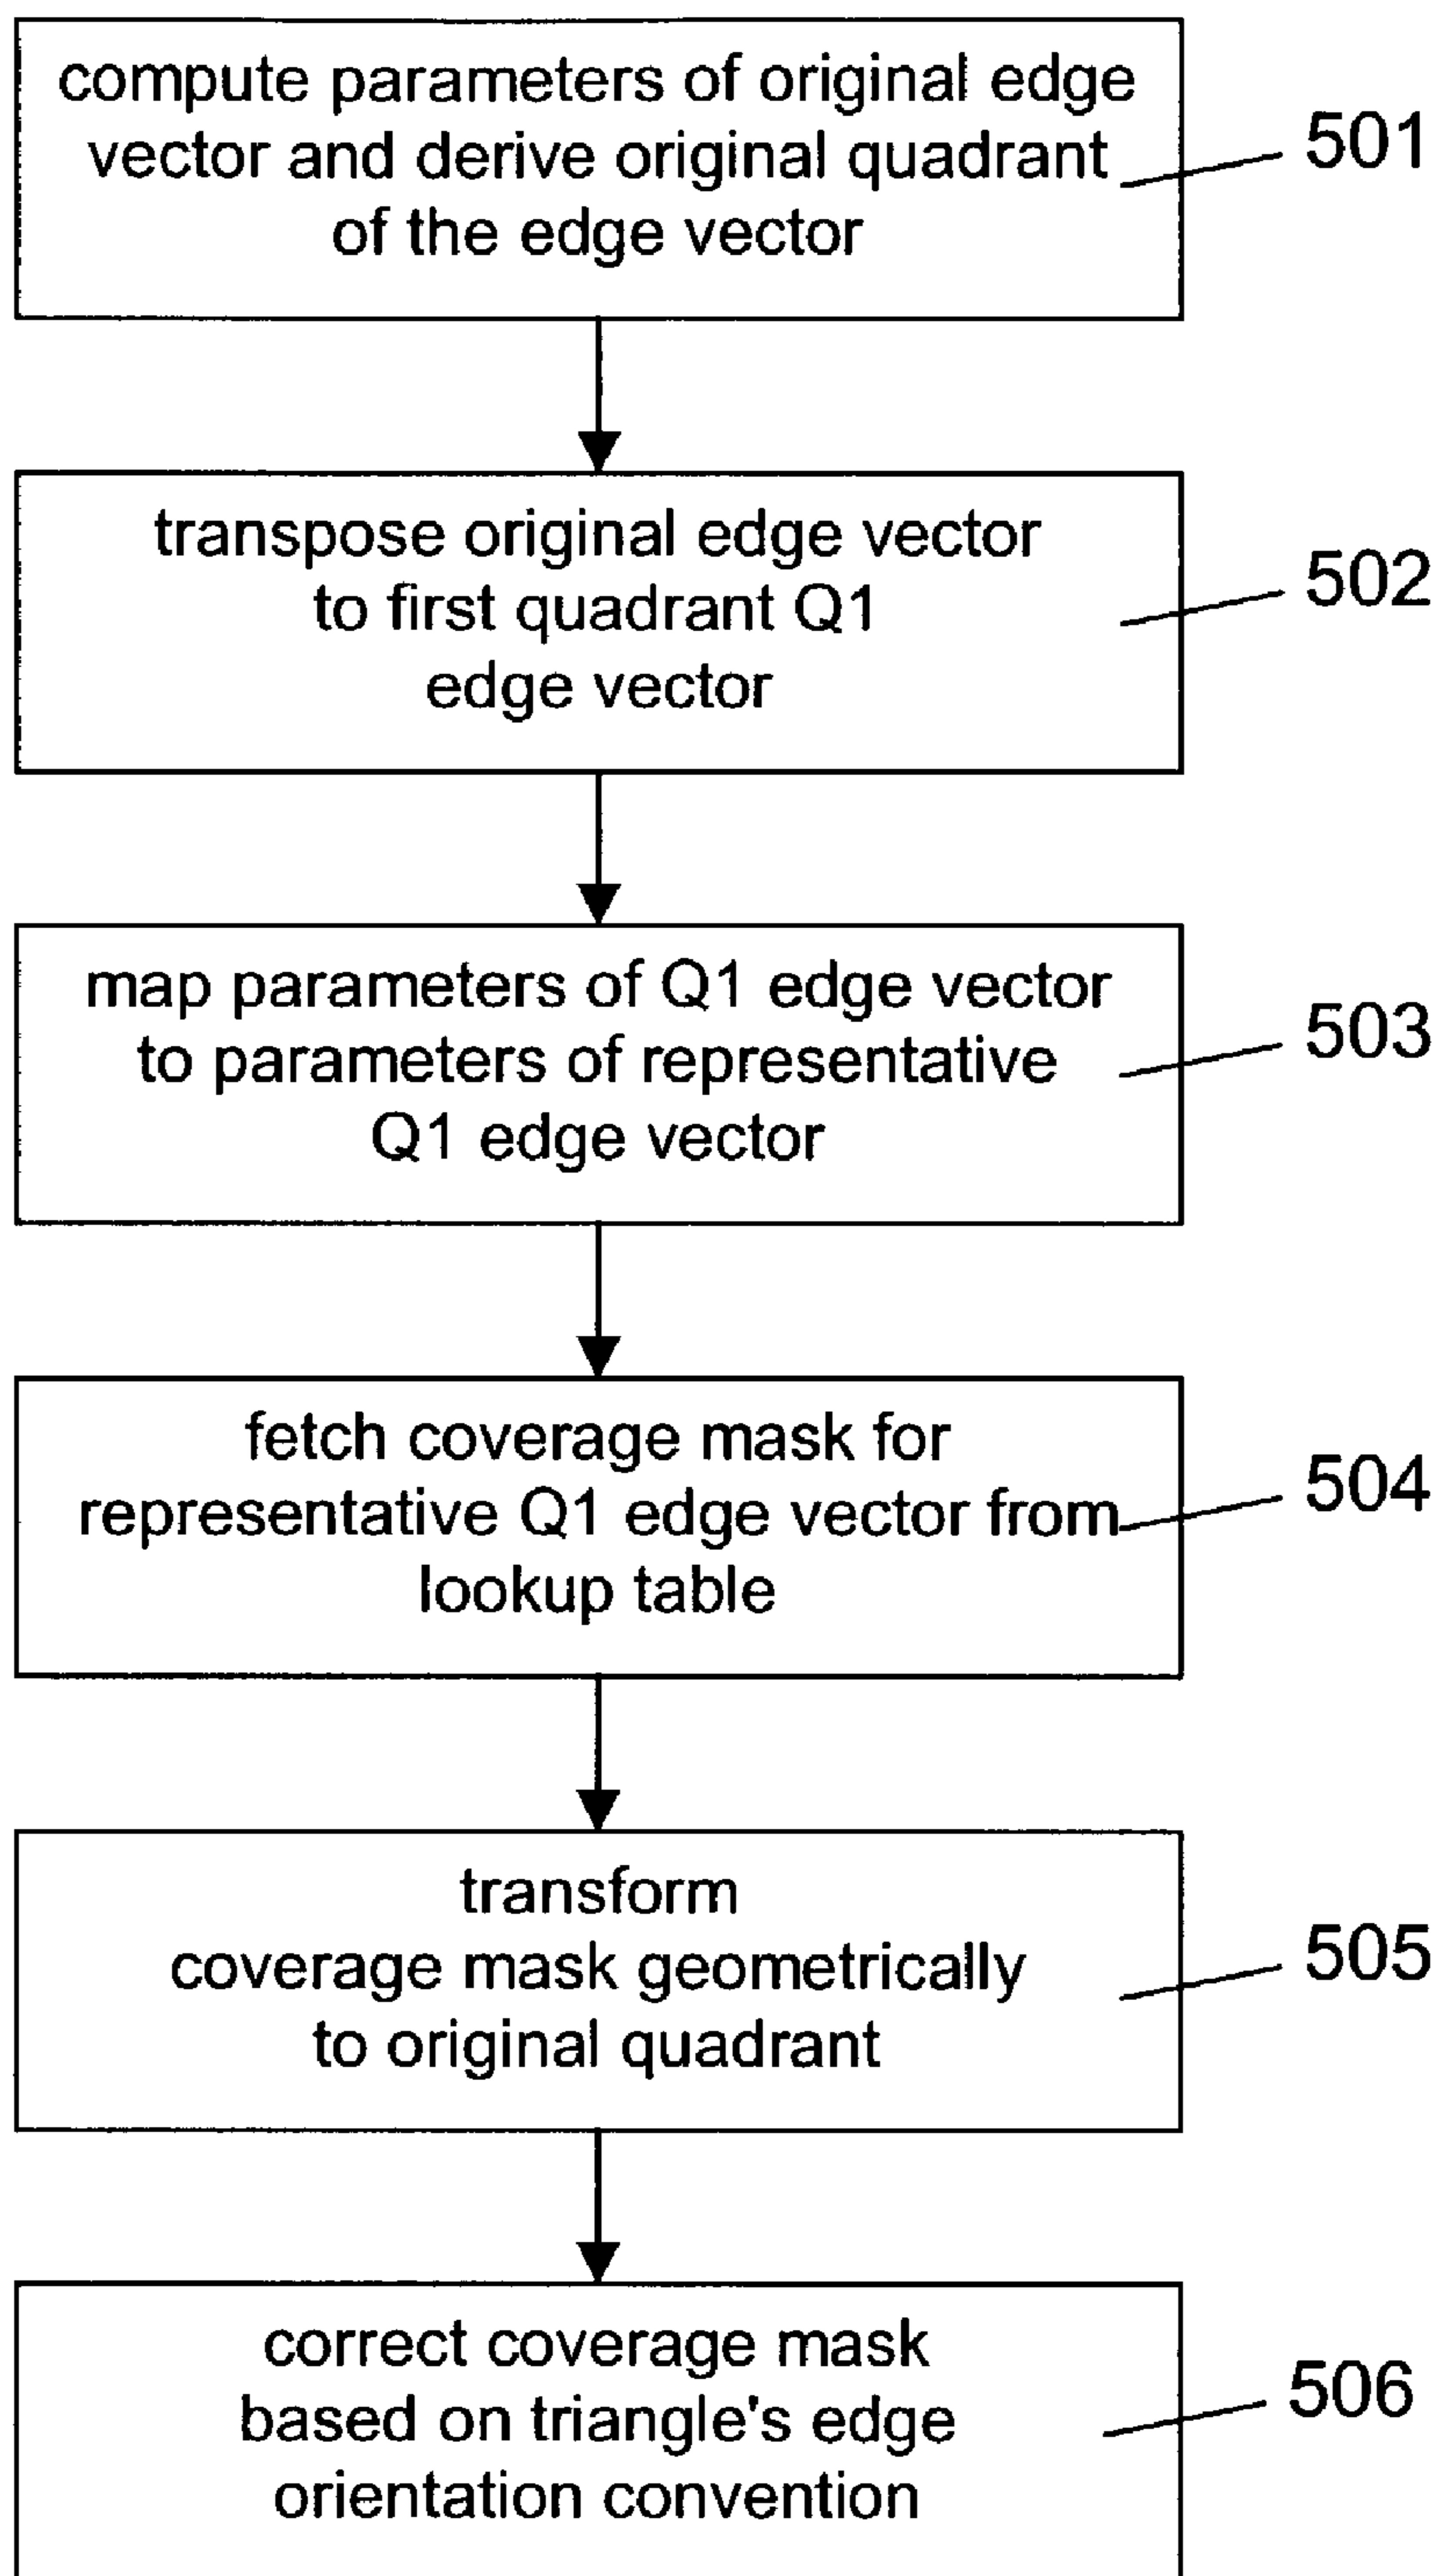 compute parameters of original edge
vector and derive original quadrant
of the edge vector
501
transpose original edge vector
to first quadrant Q1
edge vector
502
map parameters of Q1 edge vector
to parameters of representative
Q1 edge vector
503
fetch coverage mask for
representative Q1 edge vector from
lookup table
504
transform
coverage mask geometrically
to original quadrant
505
correct coverage mask
based on triangle's edge
orientation convention
506